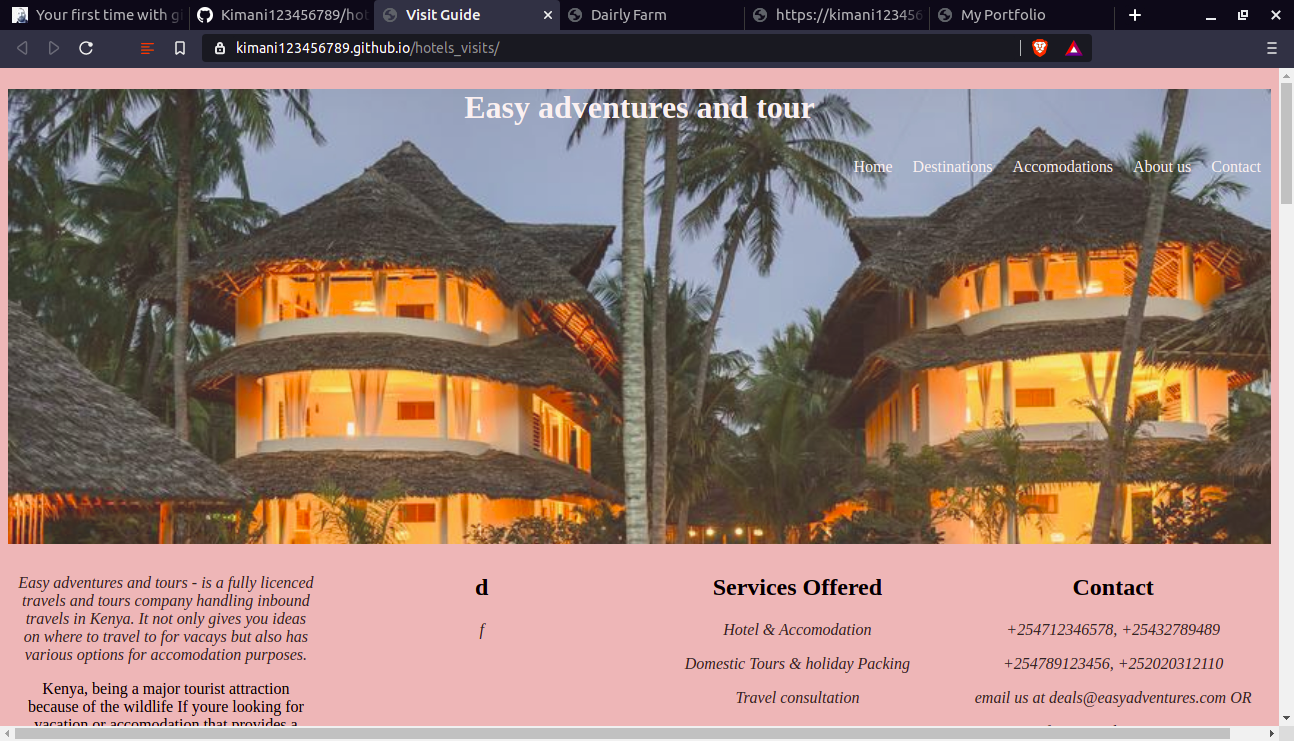 Your first time with gi
Kimani123456789/hot
Visit Guide
Dairly Farm
https://kimani123456
My Portfolio
kimani123456789.github.io/hotels_visits/
Easy adventures and tour
Home Destinations Accomodations About us Contact
Easy adventures and tours - is a fully licenced
travels and tours company handling inbound
travels in Kenya. It not only gives you ideas
on where to travel to for vacays but also has
various options for accomodation purposes.
Kenya, being a major tourist attraction
because of the wildlife If youre looking for
vacation or accomodation that provides a
d
f
Services Offered
Hotel & Accomodation
Domestic Tours & holiday Packing
Travel consultation
Contact
+254712346578, +25432789489
+254789123456, +252020312110
email us at deals@easyadventures.com OR